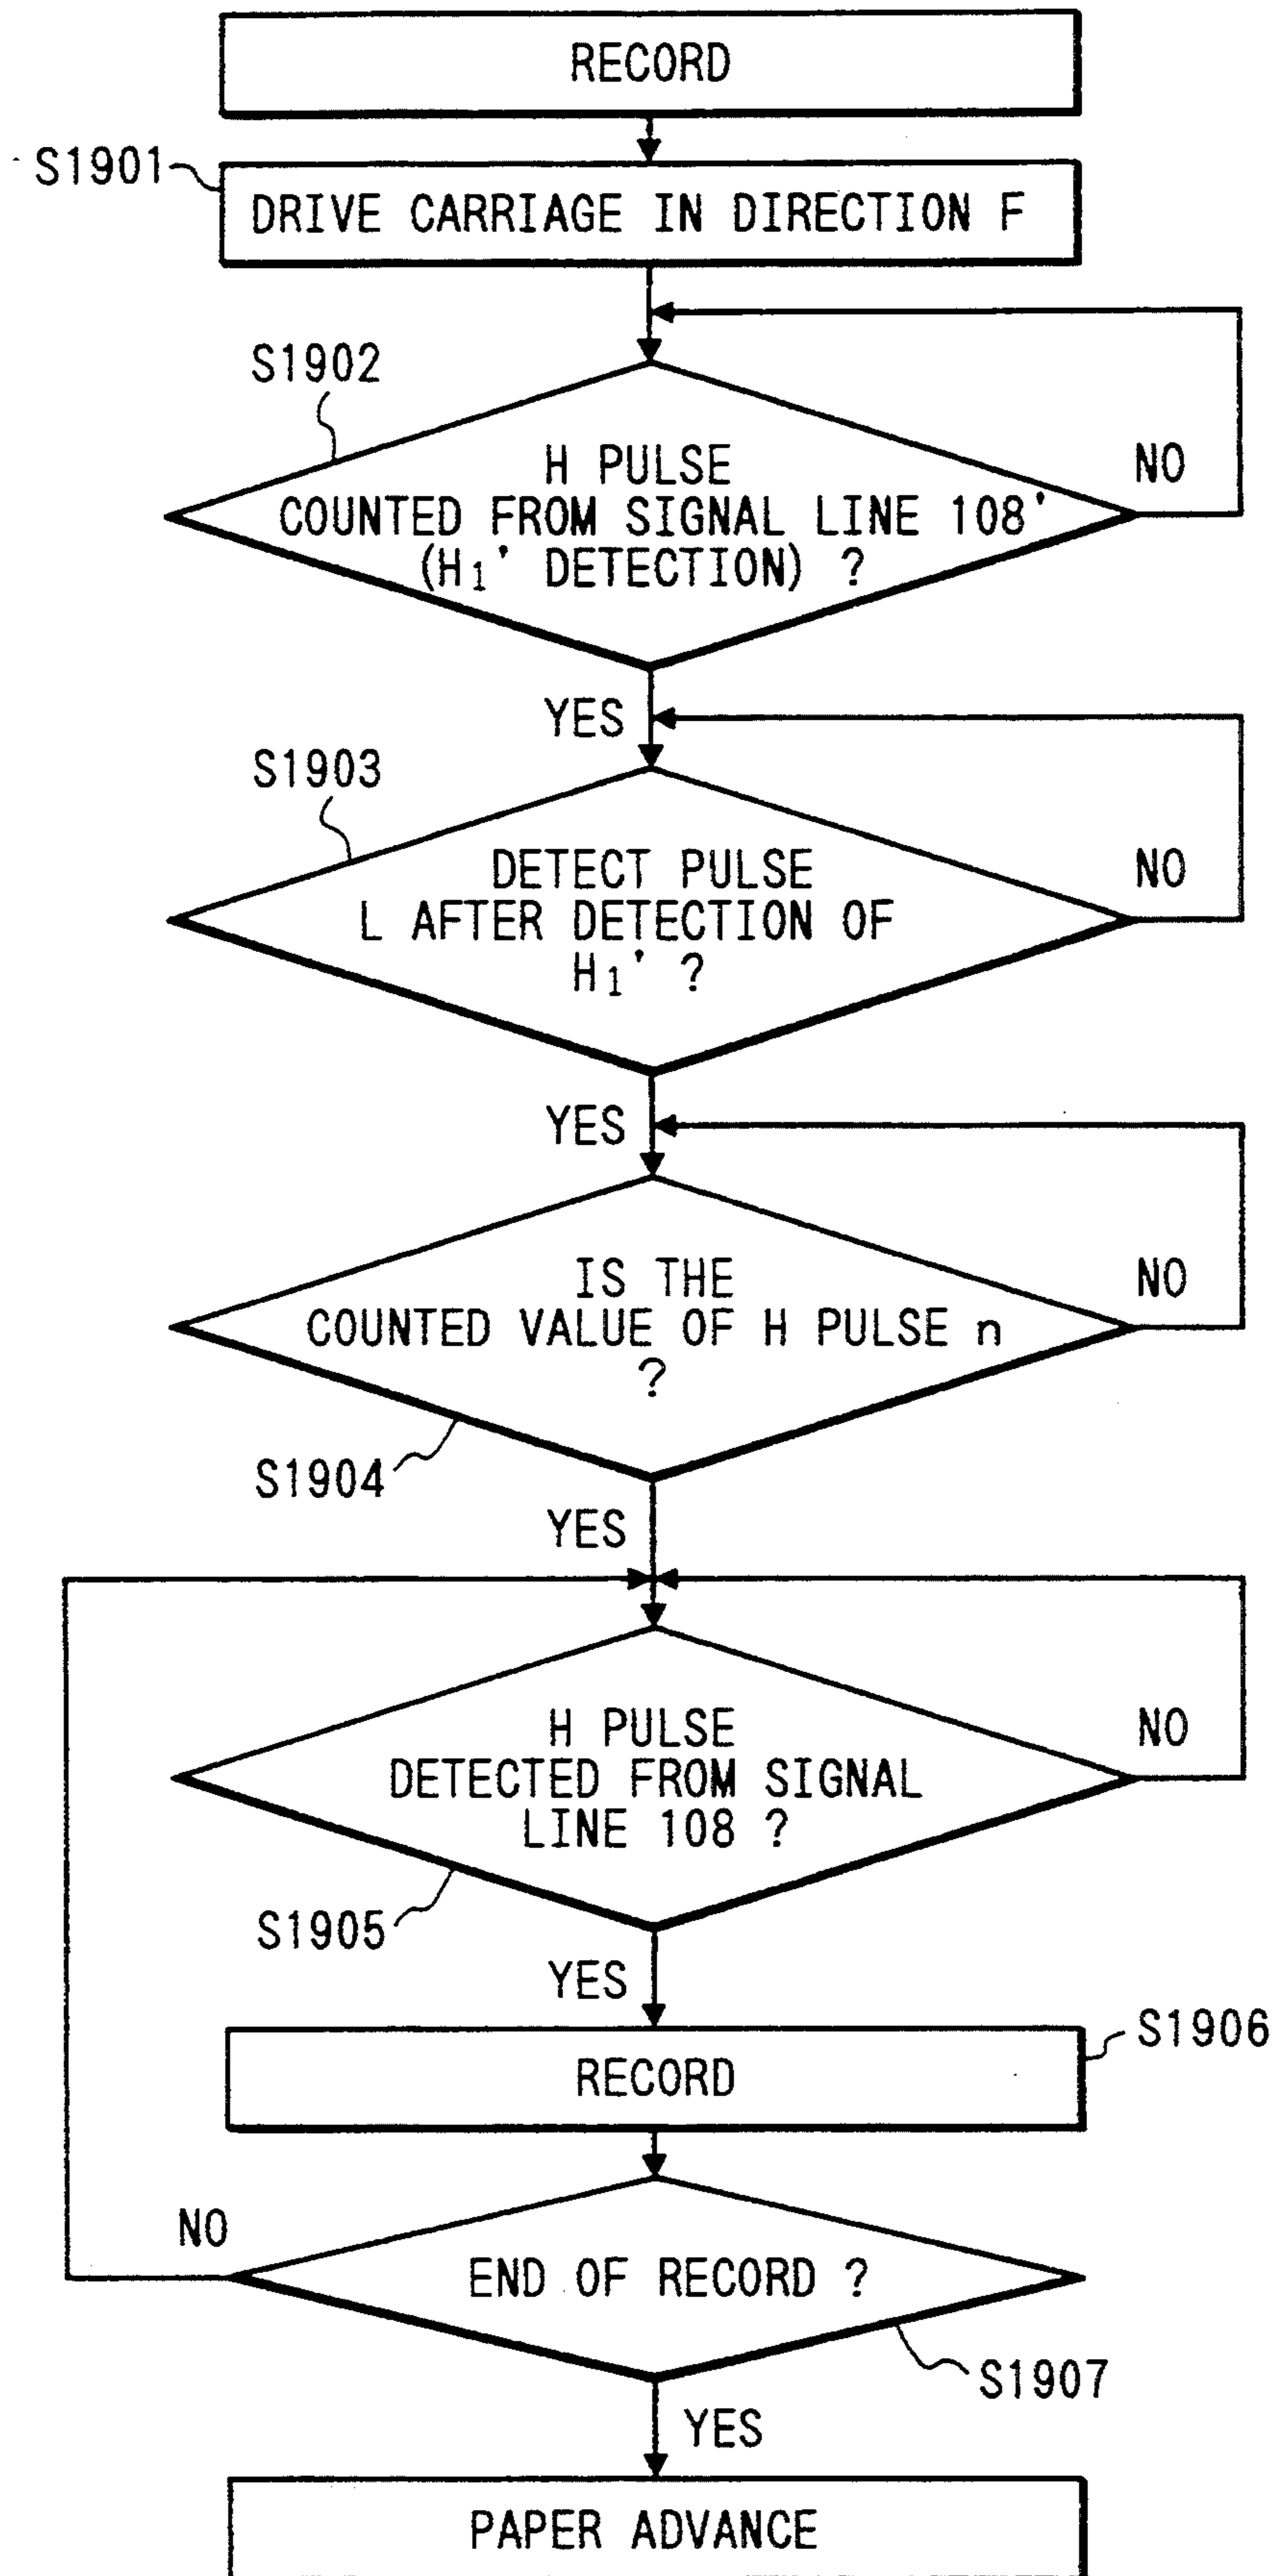 RECORD
S1901
DRIVE CARRIAGE IN DIRECTION F
S1902
H PULSE
COUNTED FROM SIGNAL LINE 108'
(H₁' DETECTION) ?
NO
YES
S1903
DETECT PULSE
L AFTER DETECTION OF
H₁' ?
NO
YES
IS THE
COUNTED VALUE OF H PULSE n
?
NO
S1904
YES
H PULSE
DETECTED FROM SIGNAL
LINE 108 ?
NO
S1905
YES
S1906
RECORD
NO
END OF RECORD ?
S1907
YES
PAPER ADVANCE